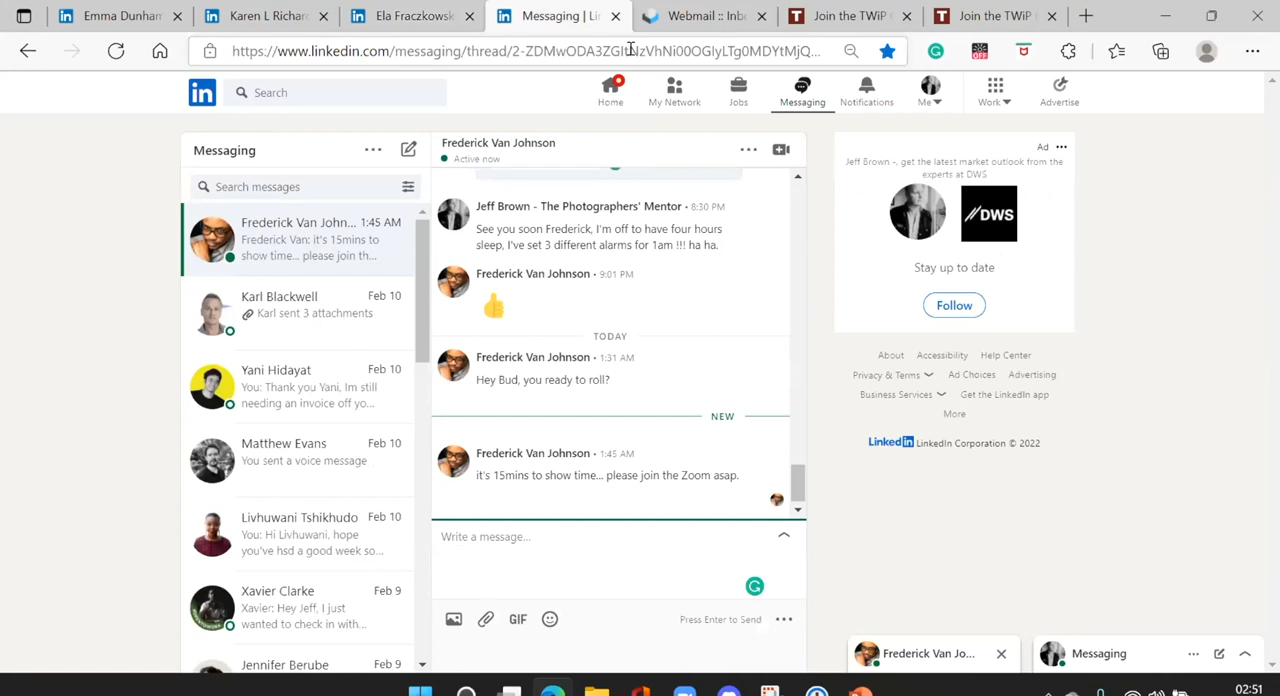 Emma Dunham
Karen L Richar
Ela Fraczkowsk
Messaging | Li
Webmail :: Inb
Join the TWiP
Join the TWiP
https://www.linkedin.com/messaging/thread/
OFF
in
Search
Home
My Network
Jobs
Messaging
Notifications
Me
Work
Advertise
Messaging
Search messages
Frederick Van John... 1:45 AM
Frederick Van: it's 15mins to
show time... please join th...
Karl Blackwell Feb 10
Karl sent 3 attachments
Yani Hidayat Feb 10
You: Thank you Yani, Im still
needing an invoice off yo...
Matthew Evans Feb 10
You sent a voice message
Livhuwani Tshikhudo Feb 10
You: Hi Livhuwani, hope
you've hsd a good week so...
Xavier Clarke Feb 9
Xavier: Hey Jeff, I just
wanted to check in with...
Jennifer Berube Feb 9
Frederick Van Johnson
Active now
Jeff Brown - The Photographers' Mentor • 8:30 PM
See you soon Frederick, I'm off to have four hours
sleep, I've set 3 different alarms for 1am !!! ha ha.
Frederick Van Johnson • 9:01 PM
TODAY
Frederick Van Johnson • 1:31 AM
Hey Bud, you ready to roll?
NEW
Frederick Van Johnson • 1:45 AM
it's 15mins to show time... please join the Zoom asap.
Write a message...
GIF
Press Enter to Send
Ad
Jeff Brown -, get the latest market outlook from the
experts at DWS
//DWS
Stay up to date
Follow
About Accessibility Help Center
Privacy & Terms Ad Choices Advertising
Business Services Get the LinkedIn app
More
LinkedIn LinkedIn Corporation © 2022
Frederick Van Jo...
Messaging
02:51